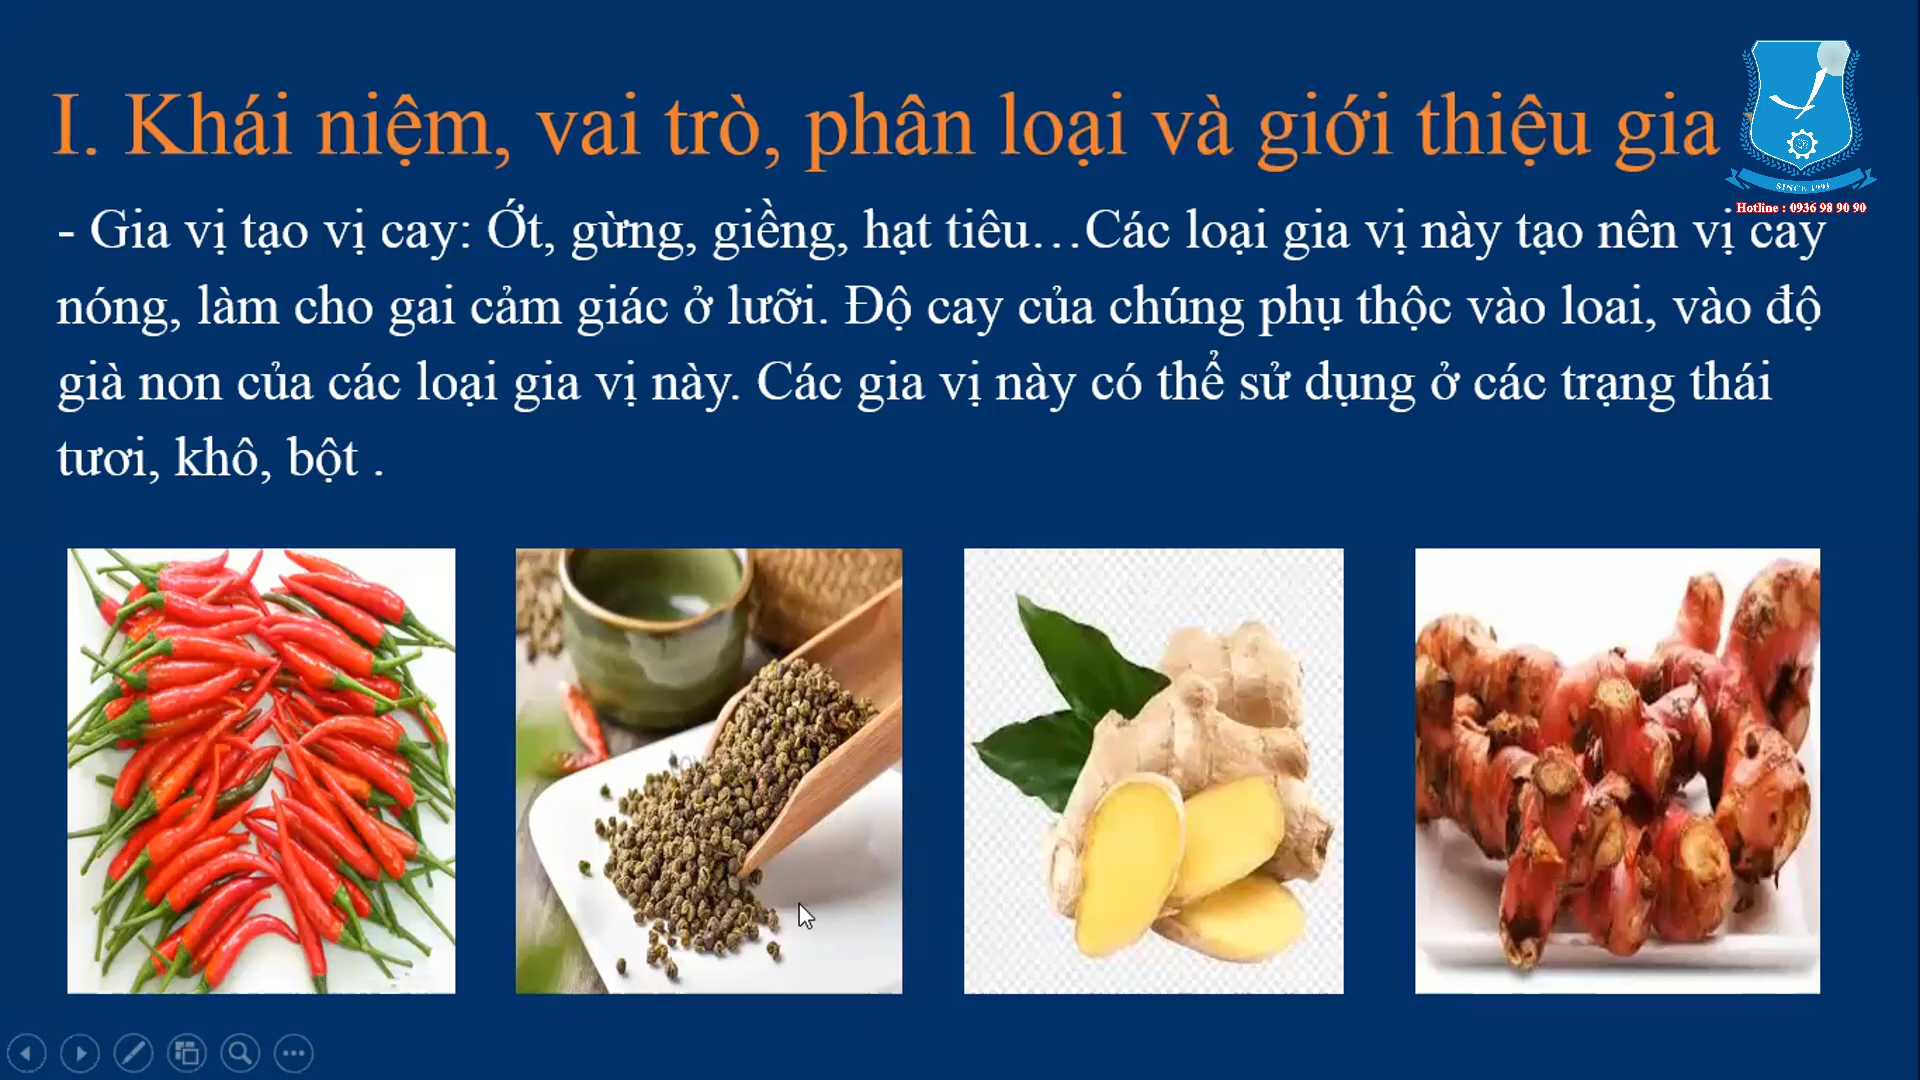 I. Khái niệm, vai trò, phân loại và giới thiệu gia
SINCE 1991
Hotline : 0936 98 90 90
- Gia vị tạo vị cay: Ớt, gừng, giềng, hạt tiêu…Các loại gia vị này tạo nên vị cay
nóng, làm cho gai cảm giác ở lưỡi. Độ cay của chúng phụ thộc vào loai, vào độ
già non của các loại gia vị này. Các gia vị này có thể sử dụng ở các trạng thái
tươi, khô, bột .